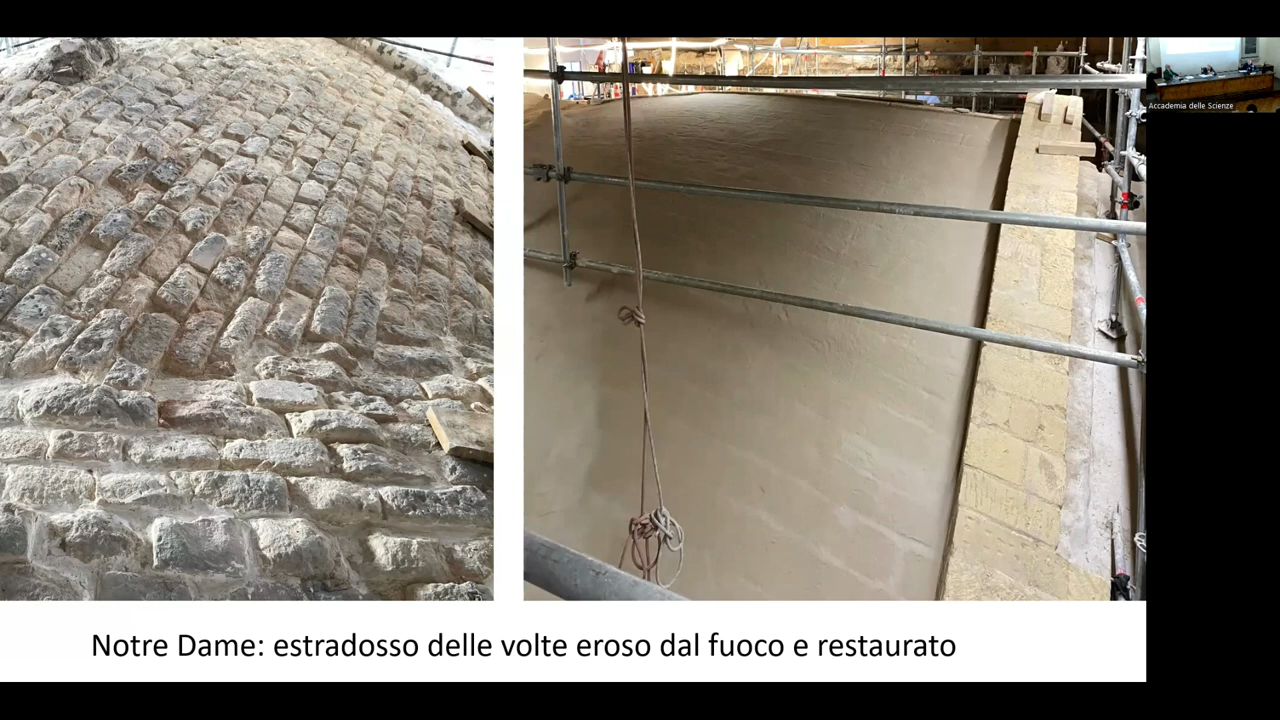 Accademia delle Scienze
Notre Dame: estradosso delle volte eroso dal fuoco e restaurato